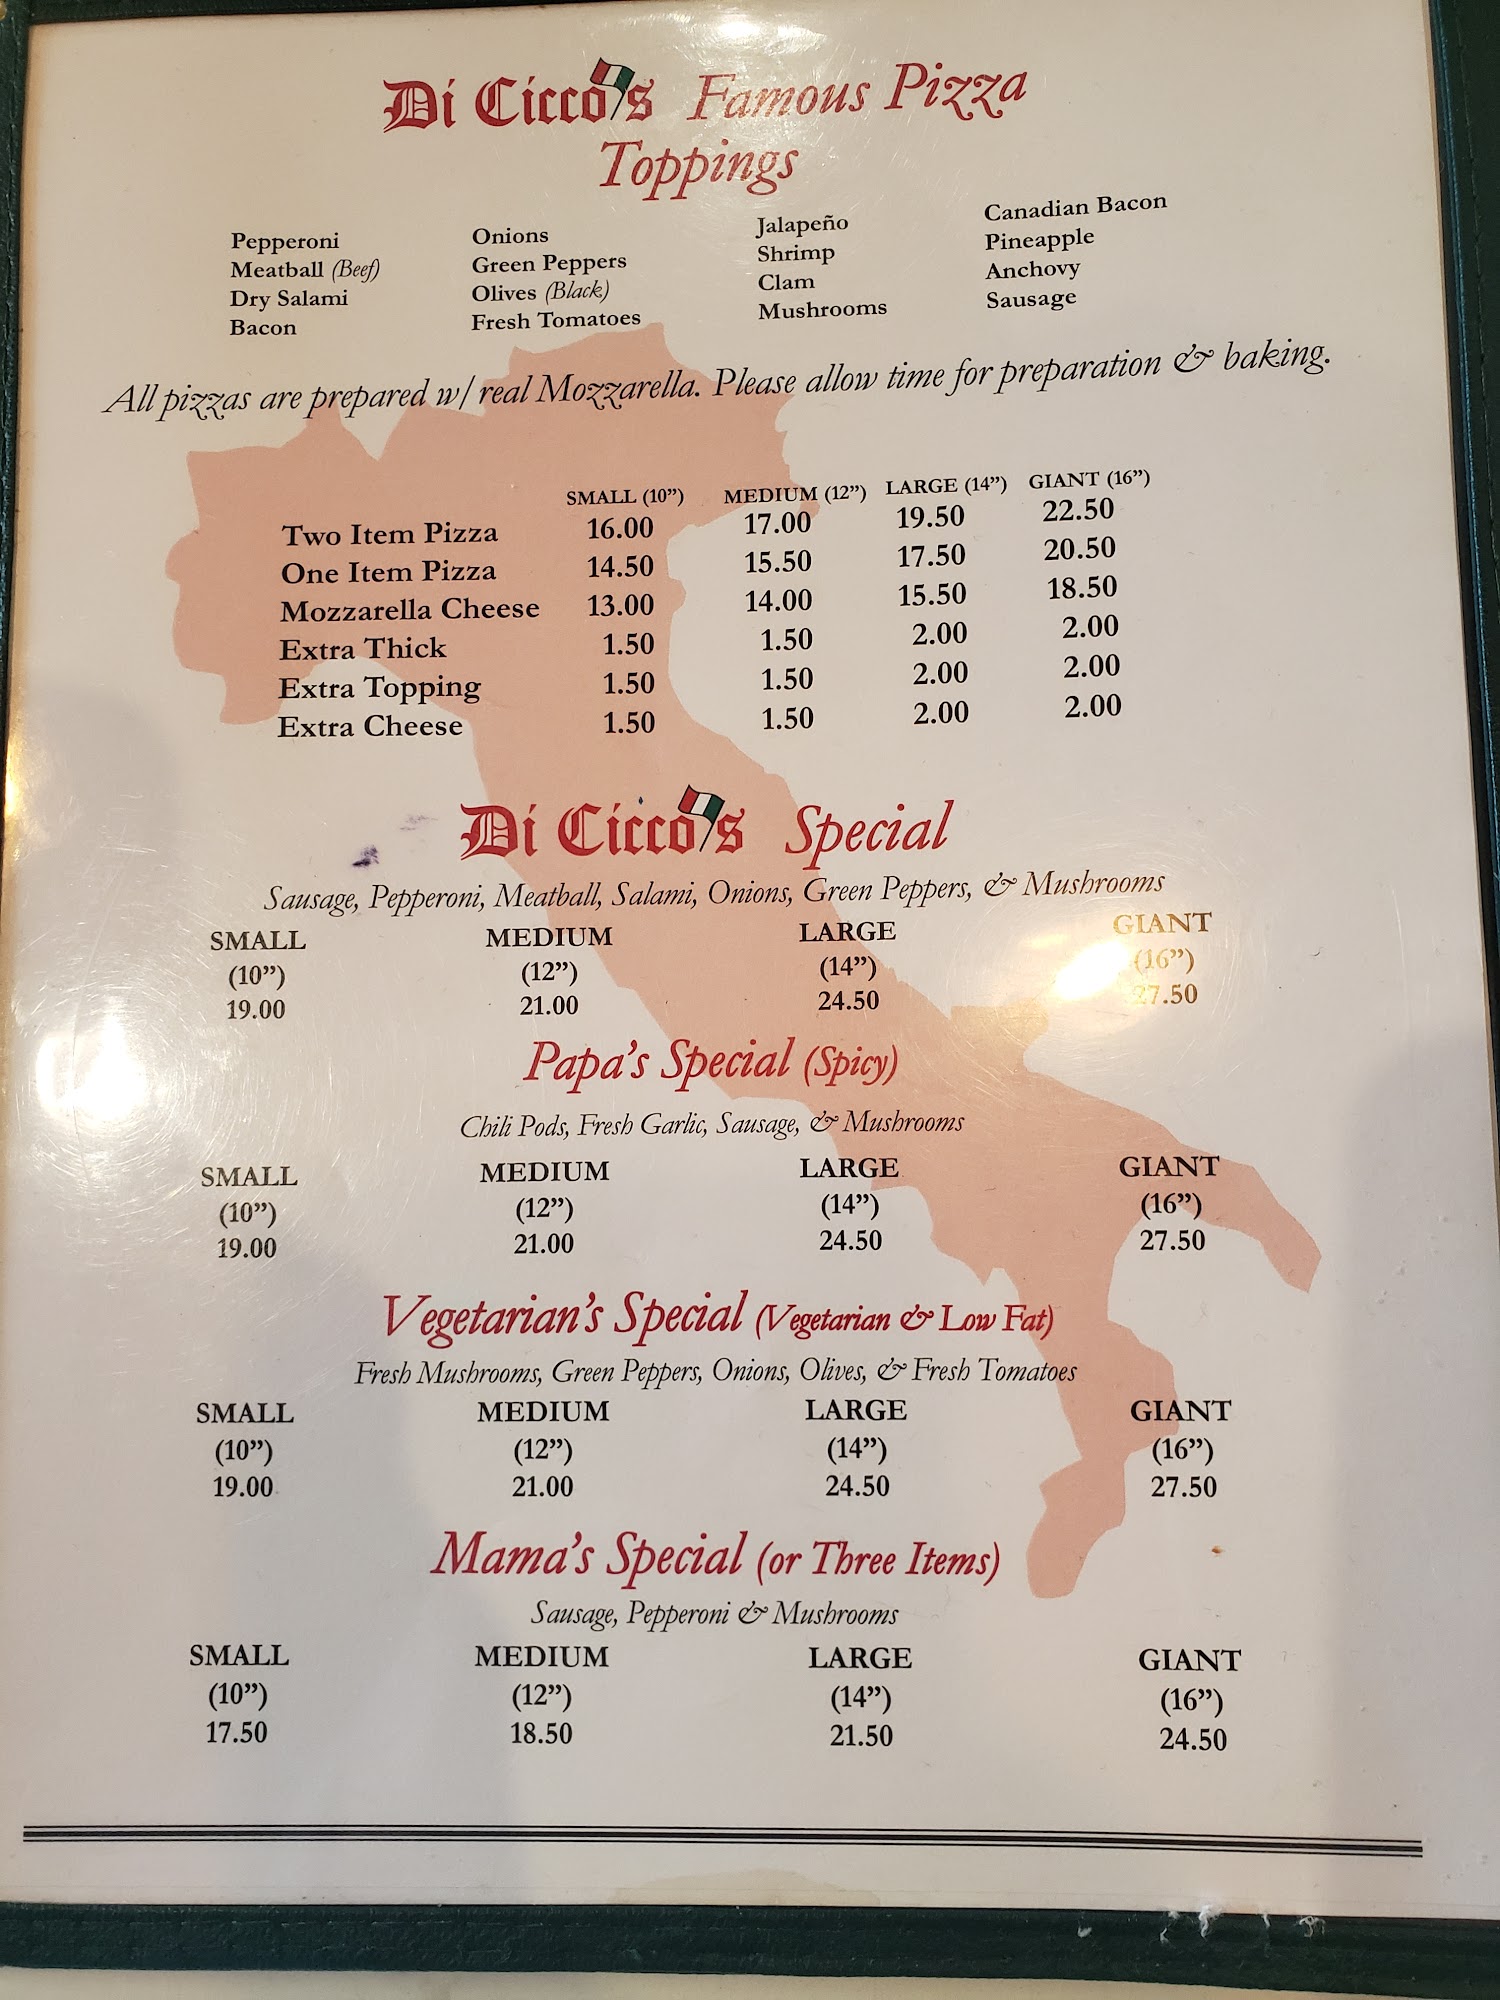 Di Cicco's Famous Pizza
Toppings
Pepperoni Onions Jalapeño Canadian Bacon
Meatball (Beef) Green Peppers Shrimp Pineapple
Dry Salami Olives (Black) Clam Anchovy
Bacon Fresh Tomatoes Mushrooms Sausage
All pizzas are prepared w/ real Mozzarella. Please allow time for preparation & baking.
SMALL (10") MEDIUM (12") LARGE (14") GIANT (16")
Two Item Pizza 16.00 17.00 19.50 22.50
One Item Pizza 14.50 15.50 17.50 20.50
Mozzarella Cheese 13.00 14.00 15.50 18.50
Extra Thick 1.50 1.50 2.00 2.00
Extra Topping 1.50 1.50 2.00 2.00
Extra Cheese 1.50 1.50 2.00 2.00
Di Cicco's Special
Sausage, Pepperoni, Meatball, Salami, Onions, Green Peppers, & Mushrooms
SMALL MEDIUM LARGE GIANT
(10") (12") (14") (16")
19.00 21.00 24.50 27.50
Papa's Special (Spicy)
Chili Pods, Fresh Garlic, Sausage, & Mushrooms
SMALL MEDIUM LARGE GIANT
(10") (12") (14") (16")
19.00 21.00 24.50 27.50
Vegetarian's Special (Vegetarian & Low Fat)
Fresh Mushrooms, Green Peppers, Onions, Olives, & Fresh Tomatoes
SMALL MEDIUM LARGE GIANT
(10") (12") (14") (16")
19.00 21.00 24.50 27.50
Mama's Special (or Three Items)
Sausage, Pepperoni & Mushrooms
SMALL MEDIUM LARGE GIANT
(10") (12") (14") (16")
17.50 18.50 21.50 24.50